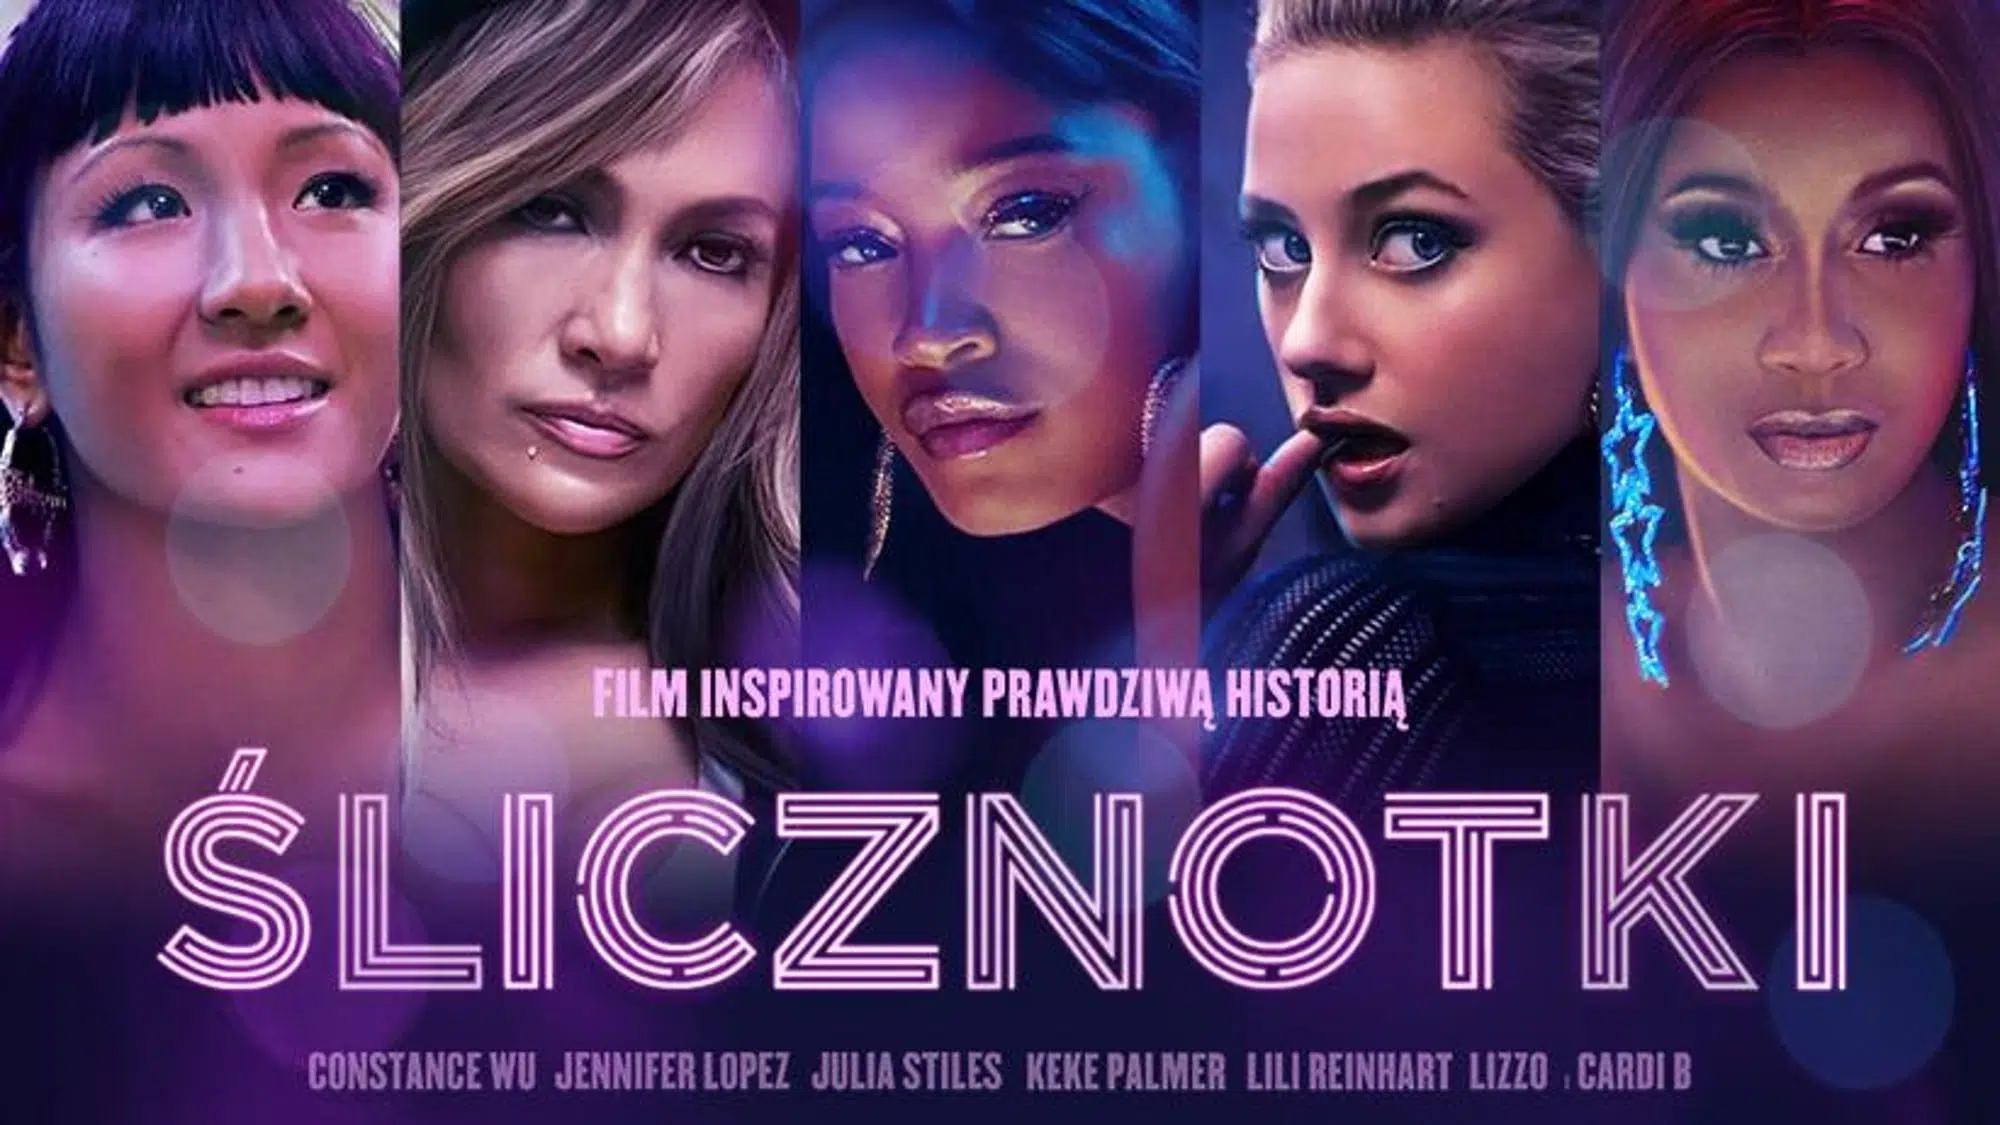 FILM INSPIROWANY PRAWDZIWĄ HISTORIĄ
ŚLICZNOTKI
CONSTANCE WU JENNIFER LOPEZ JULIA STILES KEKE PALMER LILI REINHART LIZZO I CARDI B